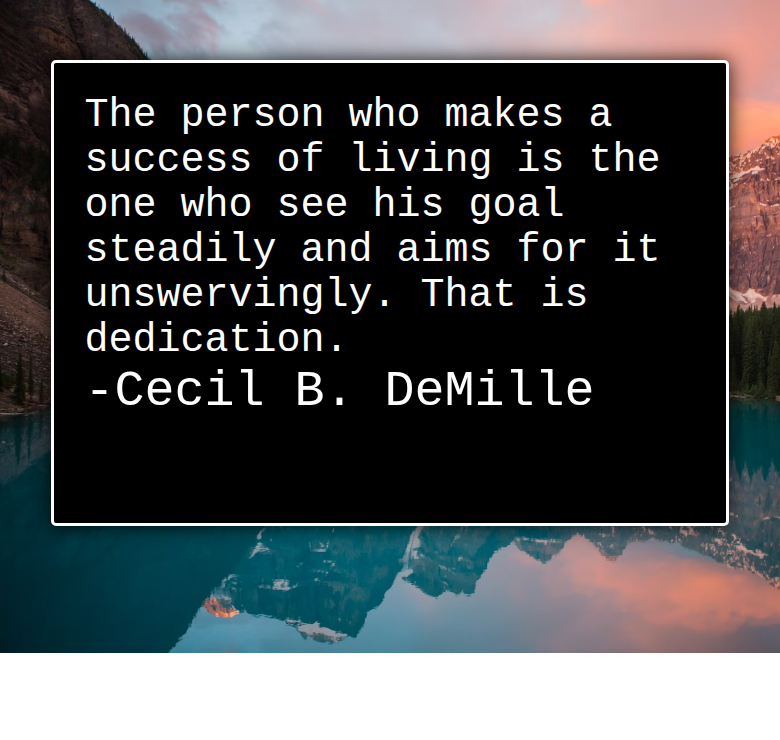 The person who makes a
success of living is the
one who see his goal
steadily and aims for it
unswervingly. That is
dedication.
-Cecil B. DeMille